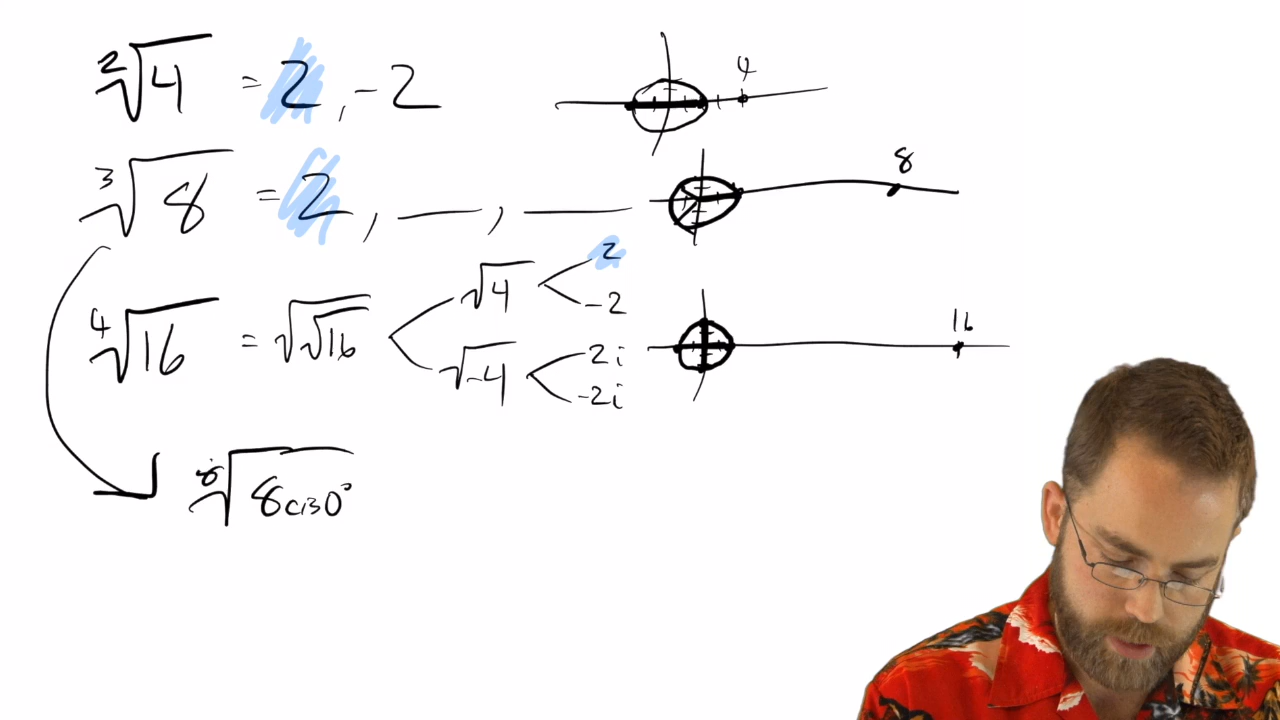 ²√4 = 2, -2
4
³√8 = 2, ___, ___
8
⁴√16 = √√16
√4 2
-2
√-4 2i
-2i
16
√8cis0°